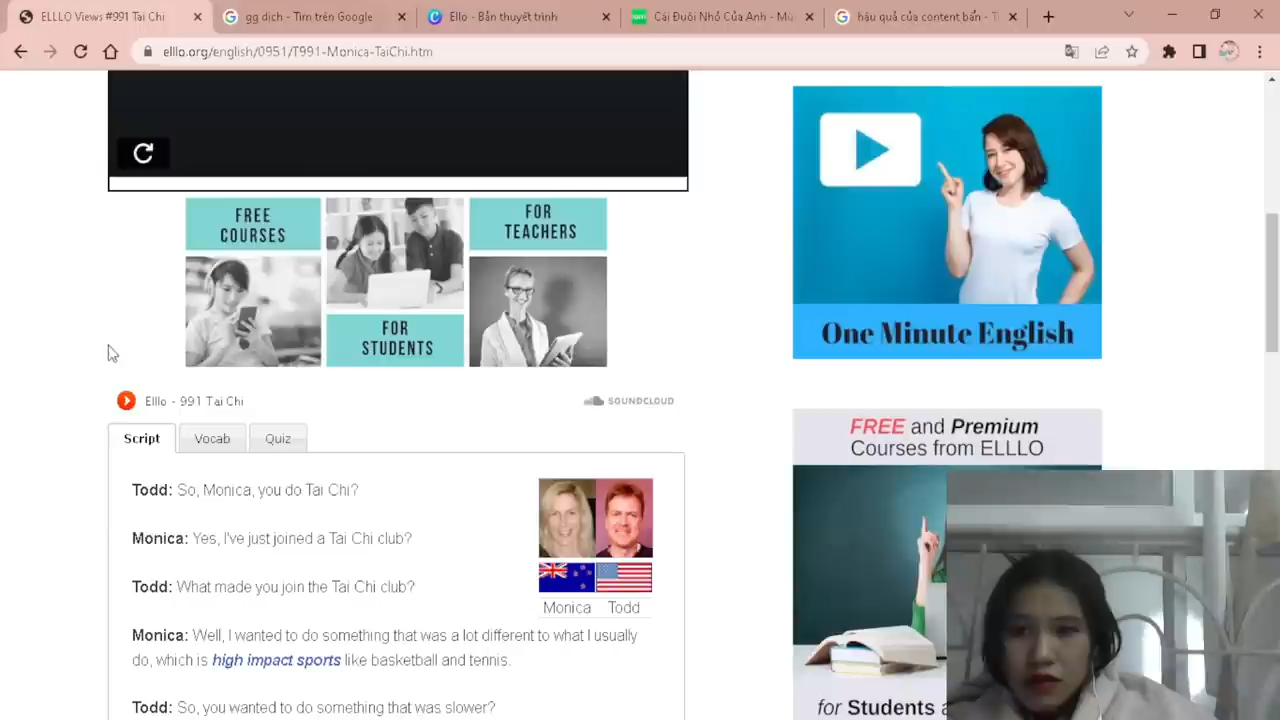 ELLLO Views #991 Tai Chi
gg dịch - Tìm trên Google
Ello - Bản thuyết trình
Cái Đuôi Nhỏ Của Anh - Mù
hậu quả của content bẩn - T
elllo.org/english/0951/T991-Monica-TaiChi.htm
FREE
COURSES
FOR
TEACHERS
FOR
STUDENTS
One Minute English
Elllo - 991 Tai Chi
SOUNDCLOUD
Script
Vocab
Quiz
Todd: So, Monica, you do Tai Chi?
Monica: Yes, I've just joined a Tai Chi club?
Todd: What made you join the Tai Chi club?
Monica Todd
Monica: Well, I wanted to do something that was a lot different to what I usually
do, which is high impact sports like basketball and tennis.
Todd: So, you wanted to do something that was slower?
FREE and Premium
Courses from ELLLO
for Students